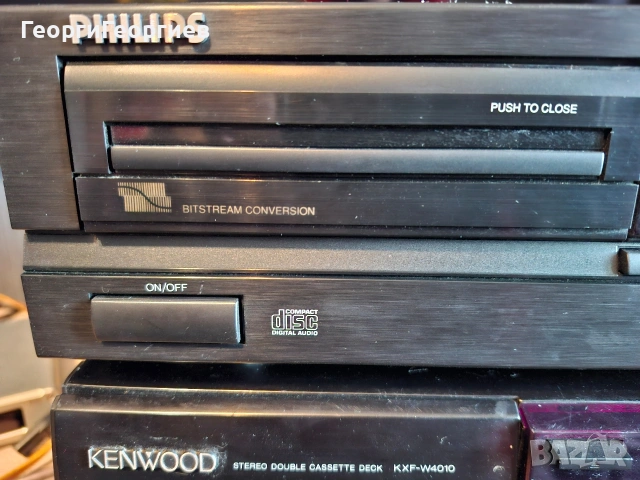 ГеоргиГеоргиев
PHILIPS
PUSH TO CLOSE
BITSTREAM CONVERSION
ON/OFF
COMPACT
disc
DIGITAL AUDIO
KENWOOD STEREO DOUBLE CASSETTE DECK KXF-W4010
bazar